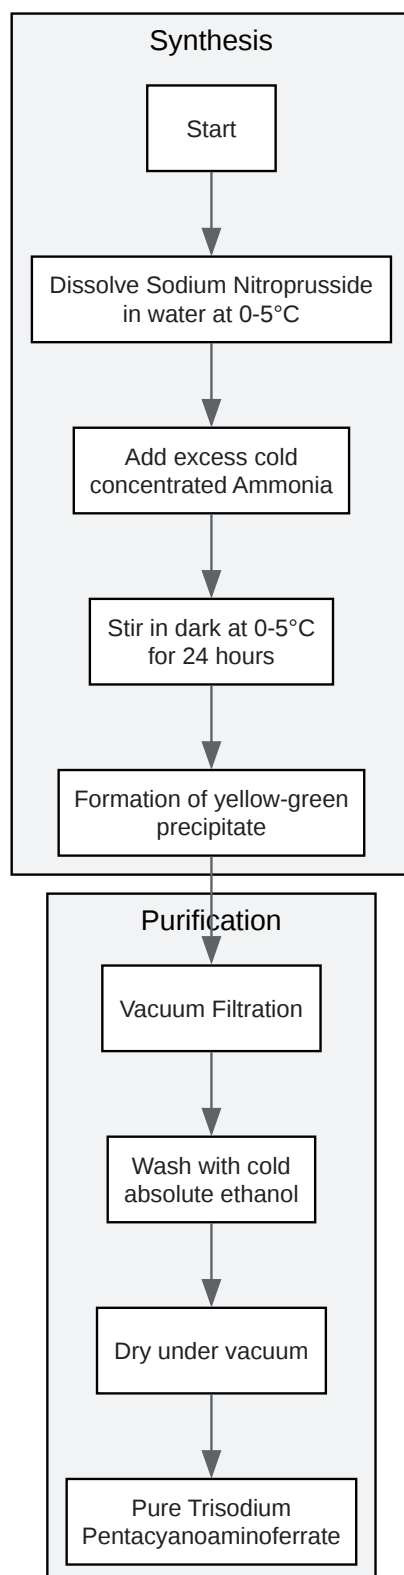 Synthesis
Start
Dissolve Sodium Nitroprusside
in water at 0-5°C
Add excess cold
concentrated Ammonia
Stir in dark at 0-5°C
for 24 hours
Formation of yellow-green
precipitate
Purification
Vacuum Filtration
Wash with cold
absolute ethanol
Dry under vacuum
Pure Trisodium
Pentacyanoaminoferrate